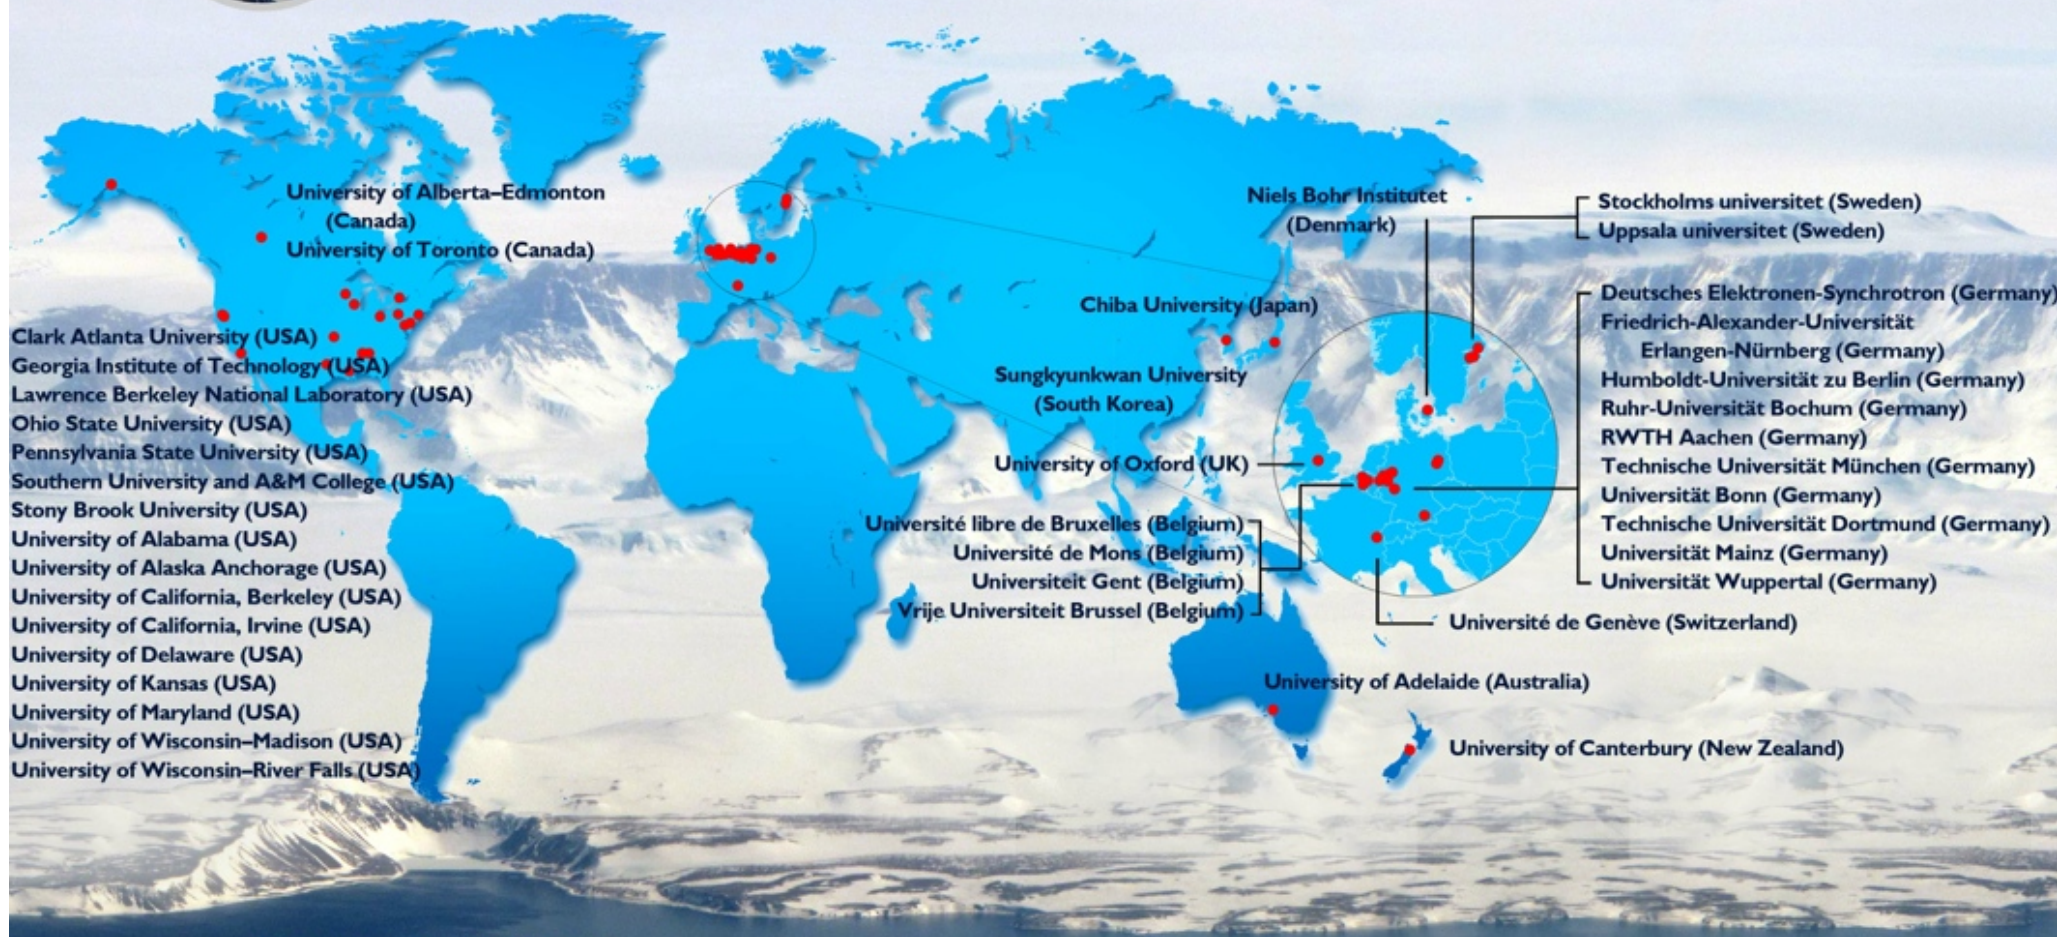 University of Alberta–Edmonton
(Canada)
University of Toronto (Canada)
Clark Atlanta University (USA)
Georgia Institute of Technology (USA)
Lawrence Berkeley National Laboratory (USA)
Ohio State University (USA)
Pennsylvania State University (USA)
Southern University and A&M College (USA)
Stony Brook University (USA)
University of Alabama (USA)
University of Alaska Anchorage (USA)
University of California, Berkeley (USA)
University of California, Irvine (USA)
University of Delaware (USA)
University of Kansas (USA)
University of Maryland (USA)
University of Wisconsin–Madison (USA)
University of Wisconsin–River Falls (USA)
Niels Bohr Institutet
(Denmark)
Chiba University (Japan)
Sungkyunkwan University
(South Korea)
University of Oxford (UK)
Université libre de Bruxelles (Belgium)
Université de Mons (Belgium)
Universiteit Gent (Belgium)
Vrije Universiteit Brussel (Belgium)
Stockholms universitet (Sweden)
Uppsala universitet (Sweden)
Deutsches Elektronen-Synchrotron (Germany)
Friedrich-Alexander-Universität
Erlangen-Nürnberg (Germany)
Humboldt-Universität zu Berlin (Germany)
Ruhr-Universität Bochum (Germany)
RWTH Aachen (Germany)
Technische Universität München (Germany)
Universität Bonn (Germany)
Technische Universität Dortmund (Germany)
Universität Mainz (Germany)
Universität Wuppertal (Germany)
Université de Genève (Switzerland)
University of Adelaide (Australia)
University of Canterbury (New Zealand)